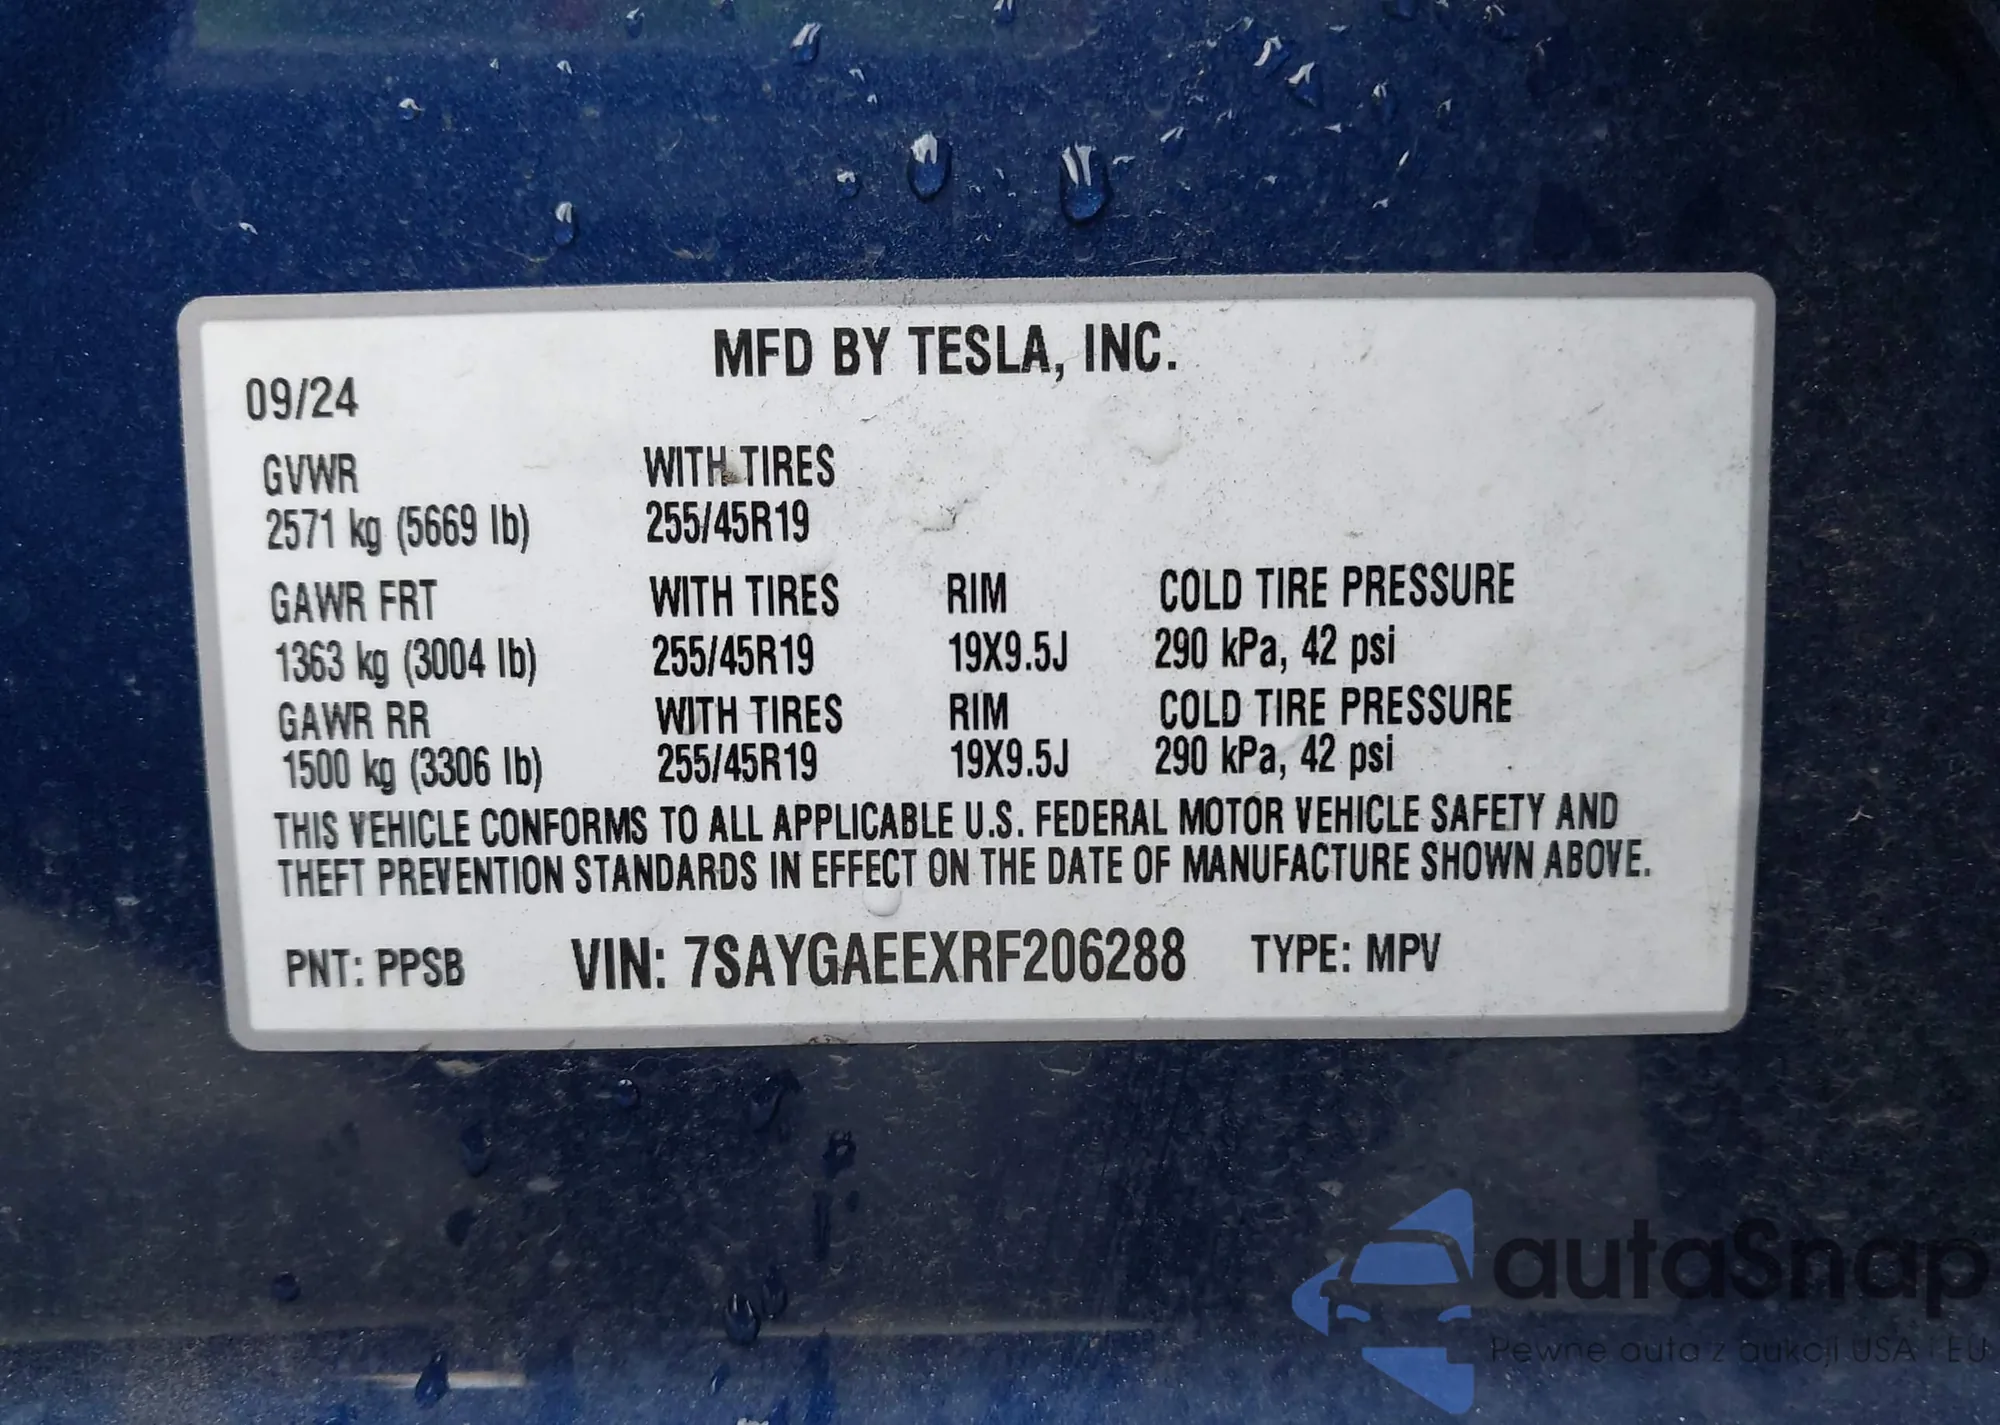 MFD BY TESLA, INC.
09/24
GVWR WITH TIRES
2571 kg (5669 lb) 255/45R19
GAWR FRT WITH TIRES RIM COLD TIRE PRESSURE
1363 kg (3004 lb) 255/45R19 19X9.5J 290 kPa, 42 psi
GAWR RR WITH TIRES RIM COLD TIRE PRESSURE
1500 kg (3306 lb) 255/45R19 19X9.5J 290 kPa, 42 psi
THIS VEHICLE CONFORMS TO ALL APPLICABLE U.S. FEDERAL MOTOR VEHICLE SAFETY AND
THEFT PREVENTION STANDARDS IN EFFECT ON THE DATE OF MANUFACTURE SHOWN ABOVE.
PNT: PPSB VIN: 7SAYGAEEXRF206288 TYPE: MPV
autaSnap
Pewne auta z aukcji USA i EU